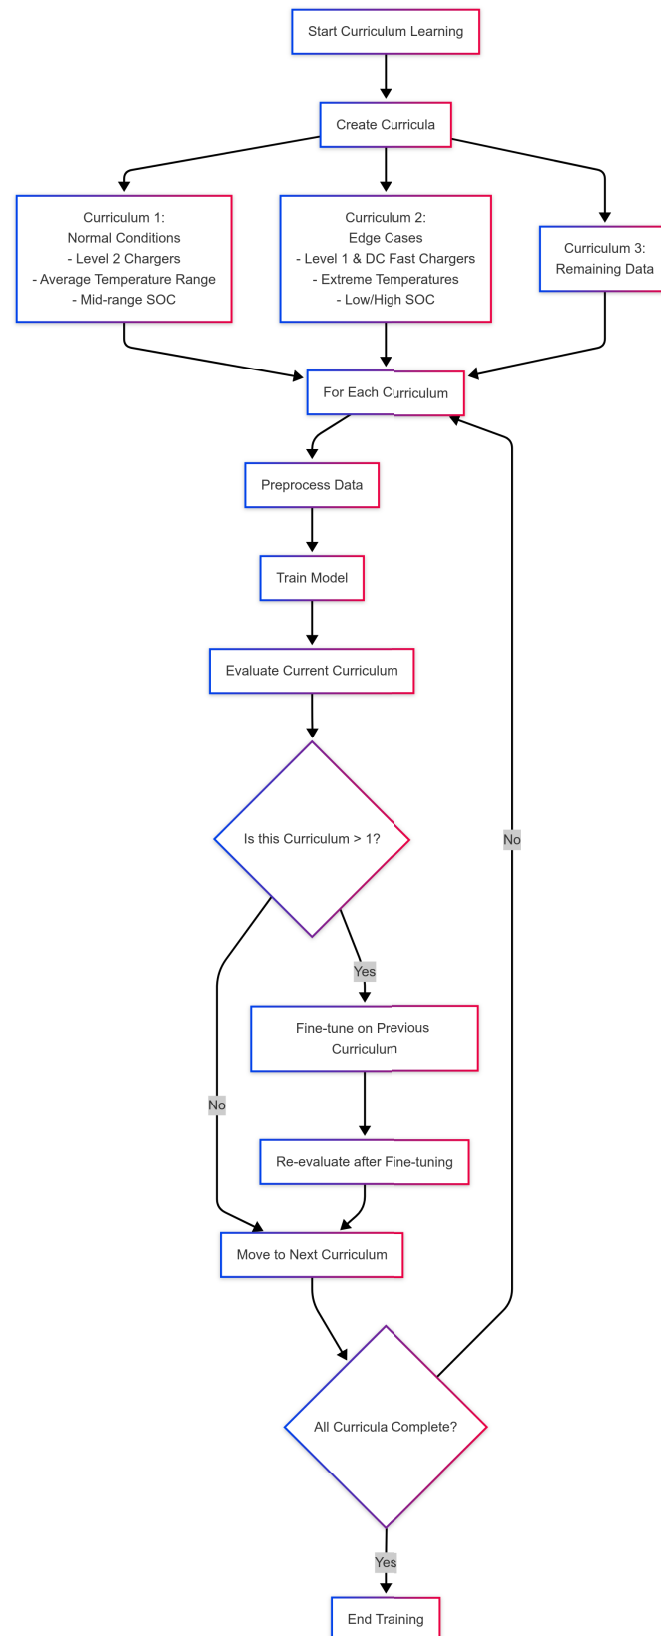 Start Curriculum Learning
Create Curricula
Curriculum 1:
Normal Conditions
- Level 2 Chargers
- Average Temperature Range
- Mid-range SOC
Curriculum 2:
Edge Cases
- Level 1 & DC Fast Chargers
- Extreme Temperatures
- Low/High SOC
Curriculum 3:
Remaining Data
For Each Curriculum
Preprocess Data
Train Model
Evaluate Current Curriculum
Is this Curriculum > 1?
No
Yes
Fine-tune on Previous
Curriculum
No
Re-evaluate after Fine-tuning
Move to Next Curriculum
All Curricula Complete?
Yes
End Training